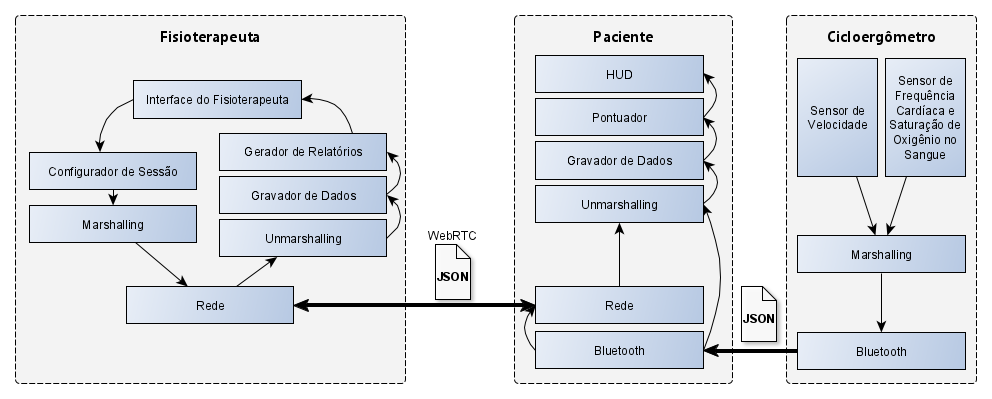 Fisioterapeuta
Interface do Fisioterapeuta
Configurador de Sessão
Marshalling
Gerador de Relatórios
Gravador de Dados
Unmarshalling
Rede
WebRTC
JSON
Paciente
HUD
Pontuador
Gravador de Dados
Unmarshalling
Rede
Bluetooth
JSON
Cicloergômetro
Sensor de
Velocidade
Sensor de
Frequência
Cardíaca e
Saturação de
Oxigênio no
Sangue
Marshalling
Bluetooth